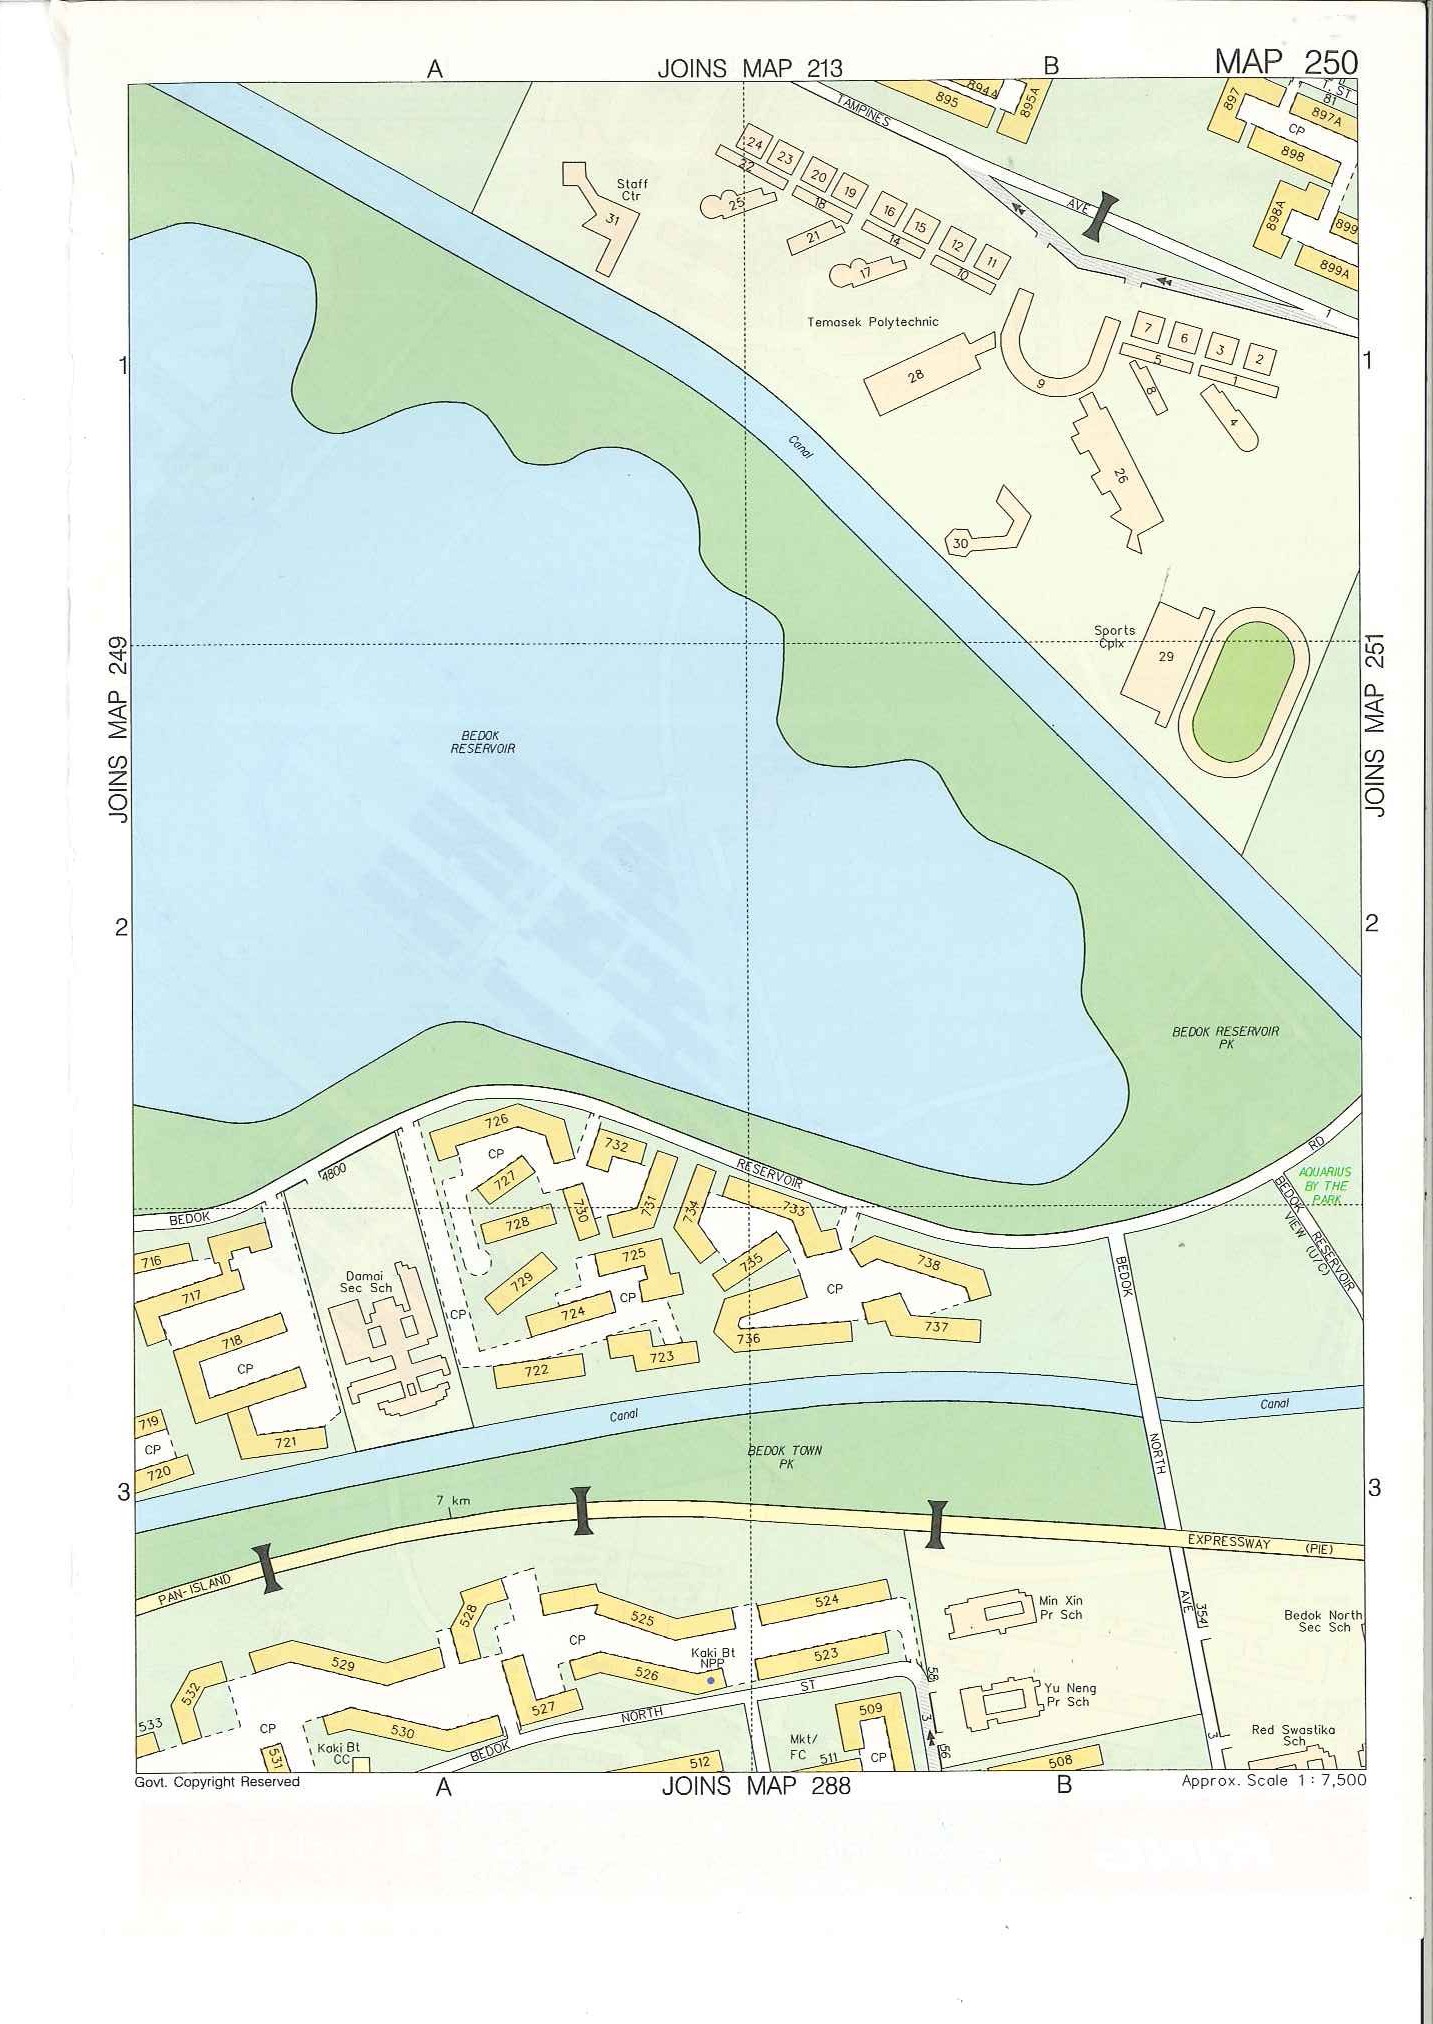 MAP 250
A
JOINS MAP 213
B
TAMPINES
AVE
1
894A
895
895A
897
T. ST
81
897A
CP
898
898A
899
899A
24
23
22
20
19
18
25
16
15
14
21
12
11
10
17
Staff
Ctr
31
Temasek Polytechnic
28
9
7
6
3
2
5
1
8
4
26
30
Canal
1
1
Sports
Cplx
29
JOINS MAP 249
JOINS MAP 251
BEDOK
RESERVOIR
2
2
BEDOK RESERVOIR
PK
BEDOK
RESERVOIR
RD
4800
AQUARIUS
BY THE
PARK
BEDOK RESERVOIR
VIEW (U/C)
726
CP
727
728
729
730
731
732
733
734
735
725
724
CP
723
722
736
737
738
CP
CP
716
717
718
CP
719
CP
720
721
Damai
Sec Sch
Canal
Canal
BEDOK
NORTH
AVE
3
354
BEDOK TOWN
PK
3
3
7 km
PAN-ISLAND
EXPRESSWAY (PIE)
528
525
524
CP
529
526
Kaki Bt
NPP
523
532
527
533
CP
530
531
Kaki Bt
CC
BEDOK
NORTH
ST
3
58
56
512
Mkt/
FC
511
509
CP
508
Min Xin
Pr Sch
Yu Neng
Pr Sch
Bedok North
Sec Sch
Red Swastika
Sch
Govt. Copyright Reserved
A
JOINS MAP 288
B
Approx. Scale 1 : 7,500